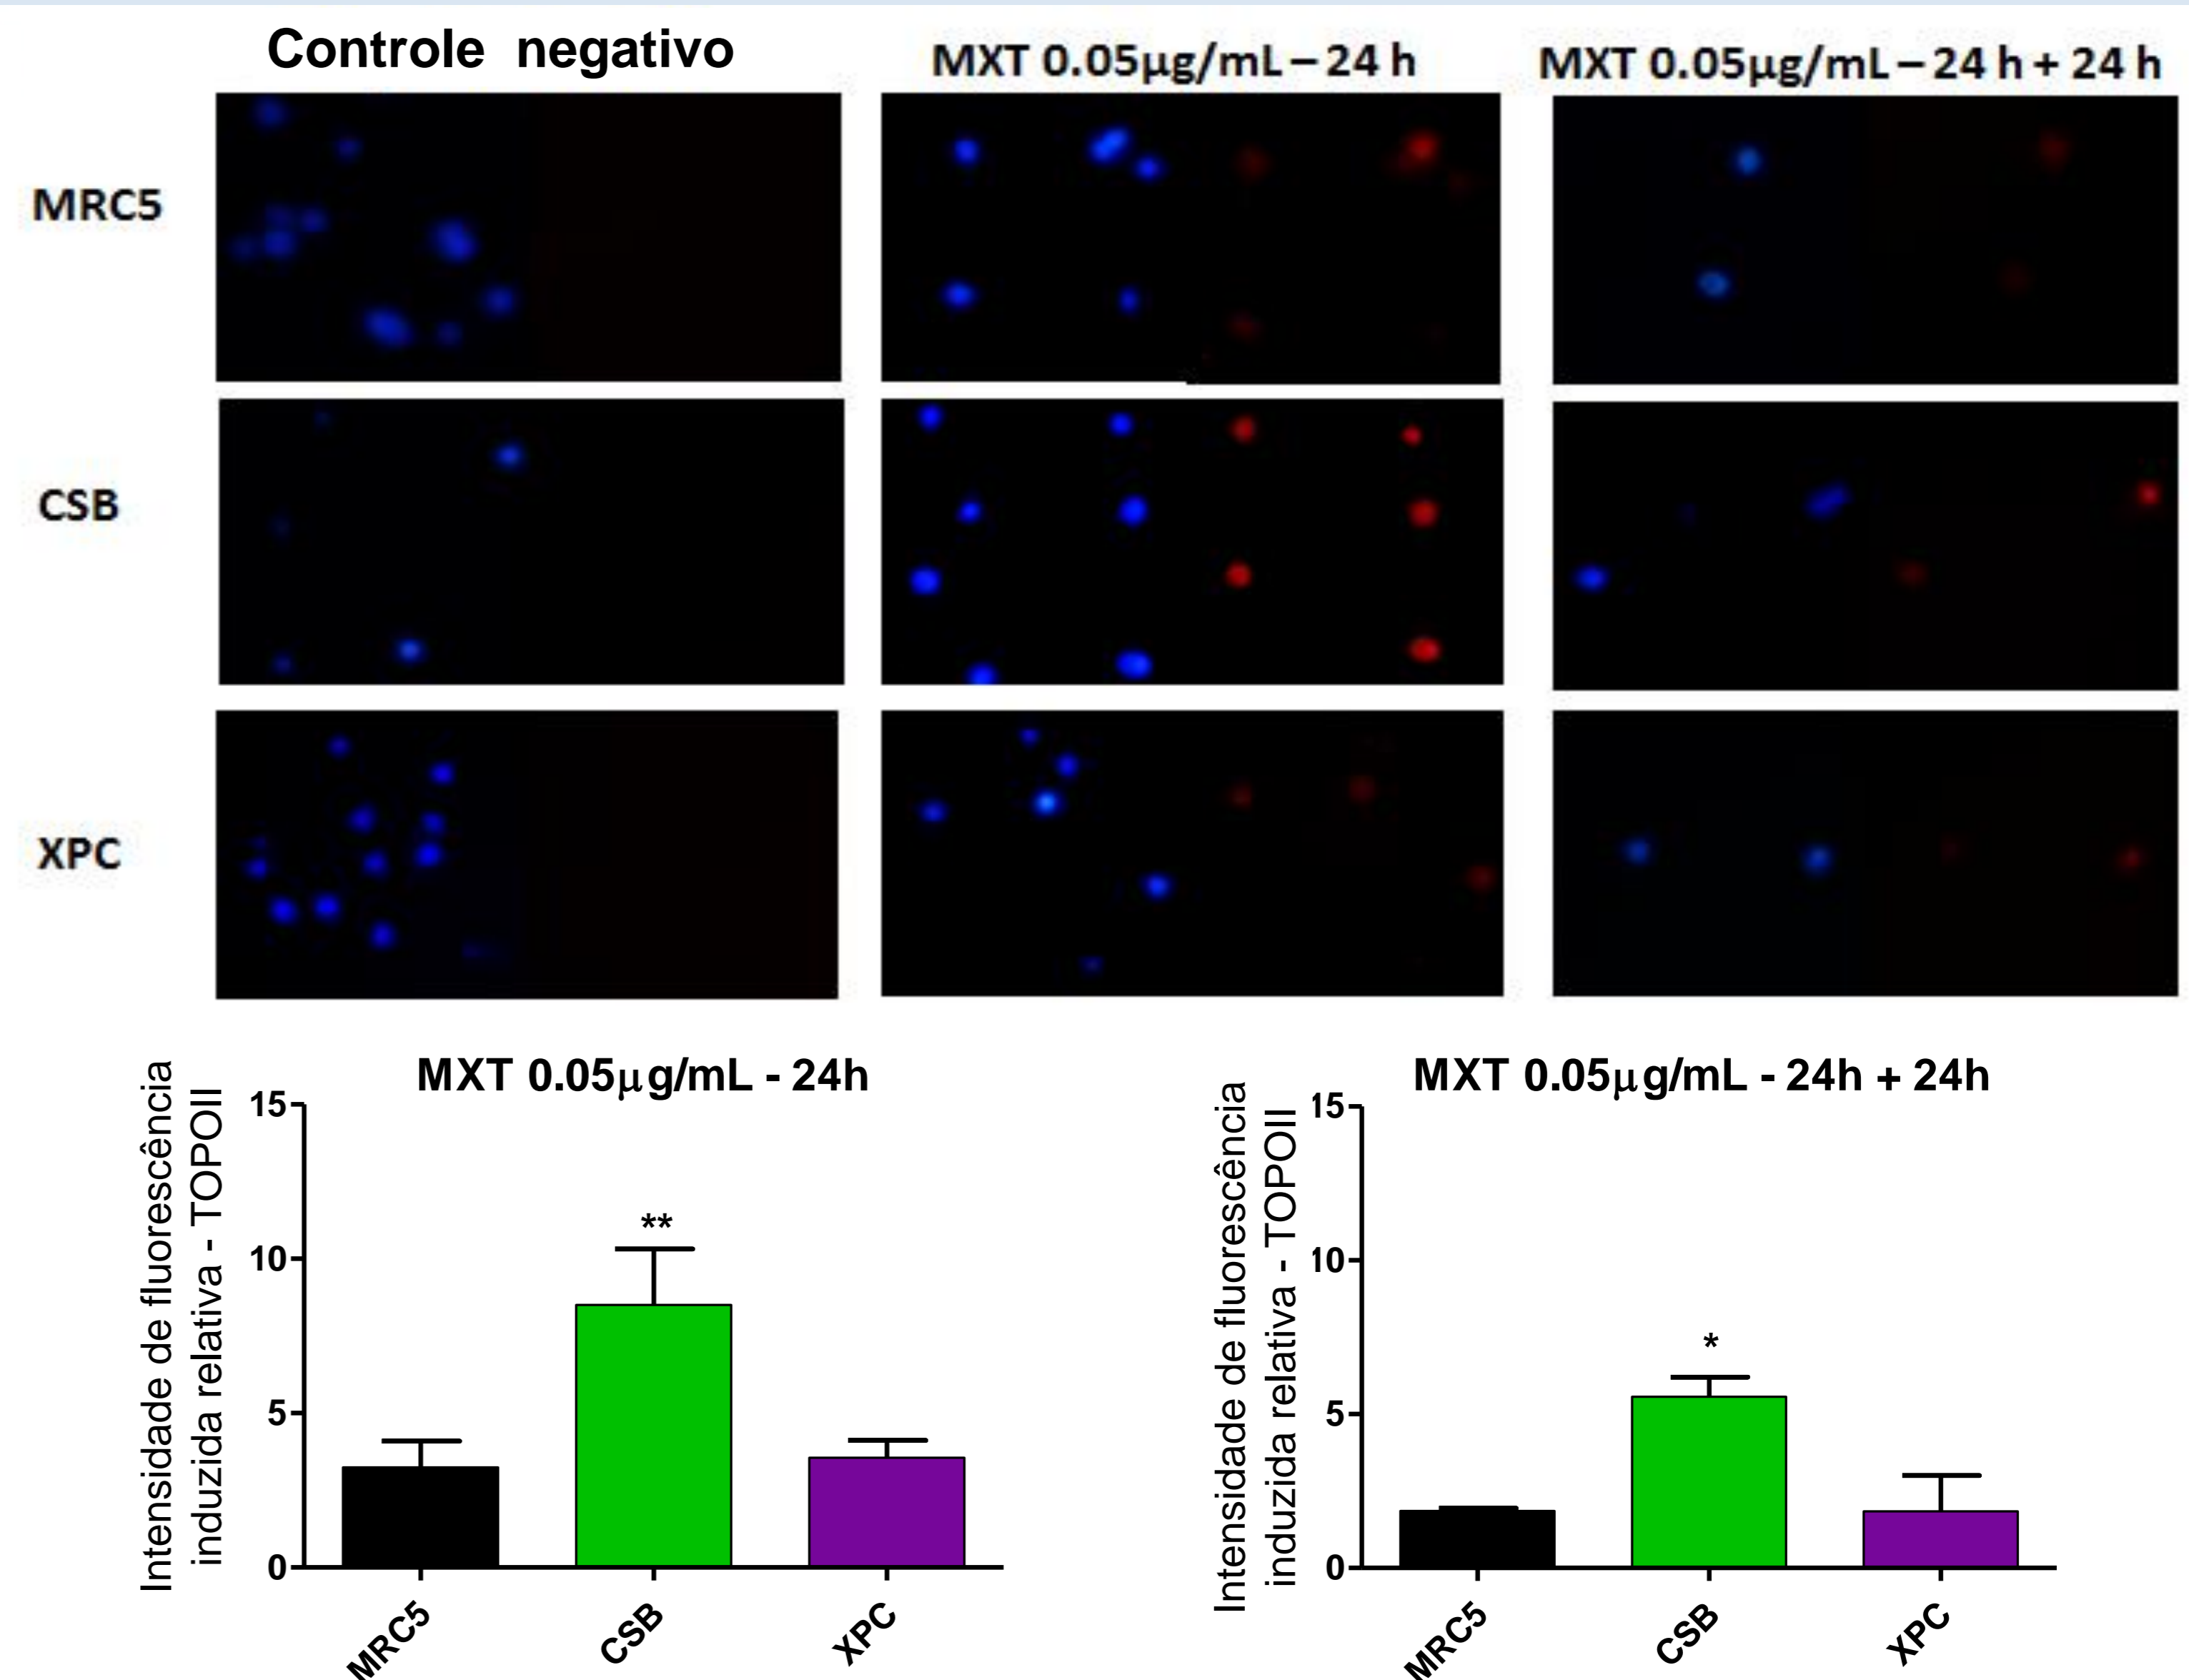 Controle negativo
MXT 0.05µg/mL – 24 h
MXT 0.05µg/mL – 24 h + 24 h
MRC5
CSB
XPC
MXT 0.05µg/mL - 24h
Intensidade de fluorescência
induzida relativa - TOPOII
15
10
5
0
**
MRC5
CSB
XPC
MXT 0.05µg/mL - 24h + 24h
Intensidade de fluorescência
induzida relativa - TOPOII
15
10
5
0
*
MRC5
CSB
XPC